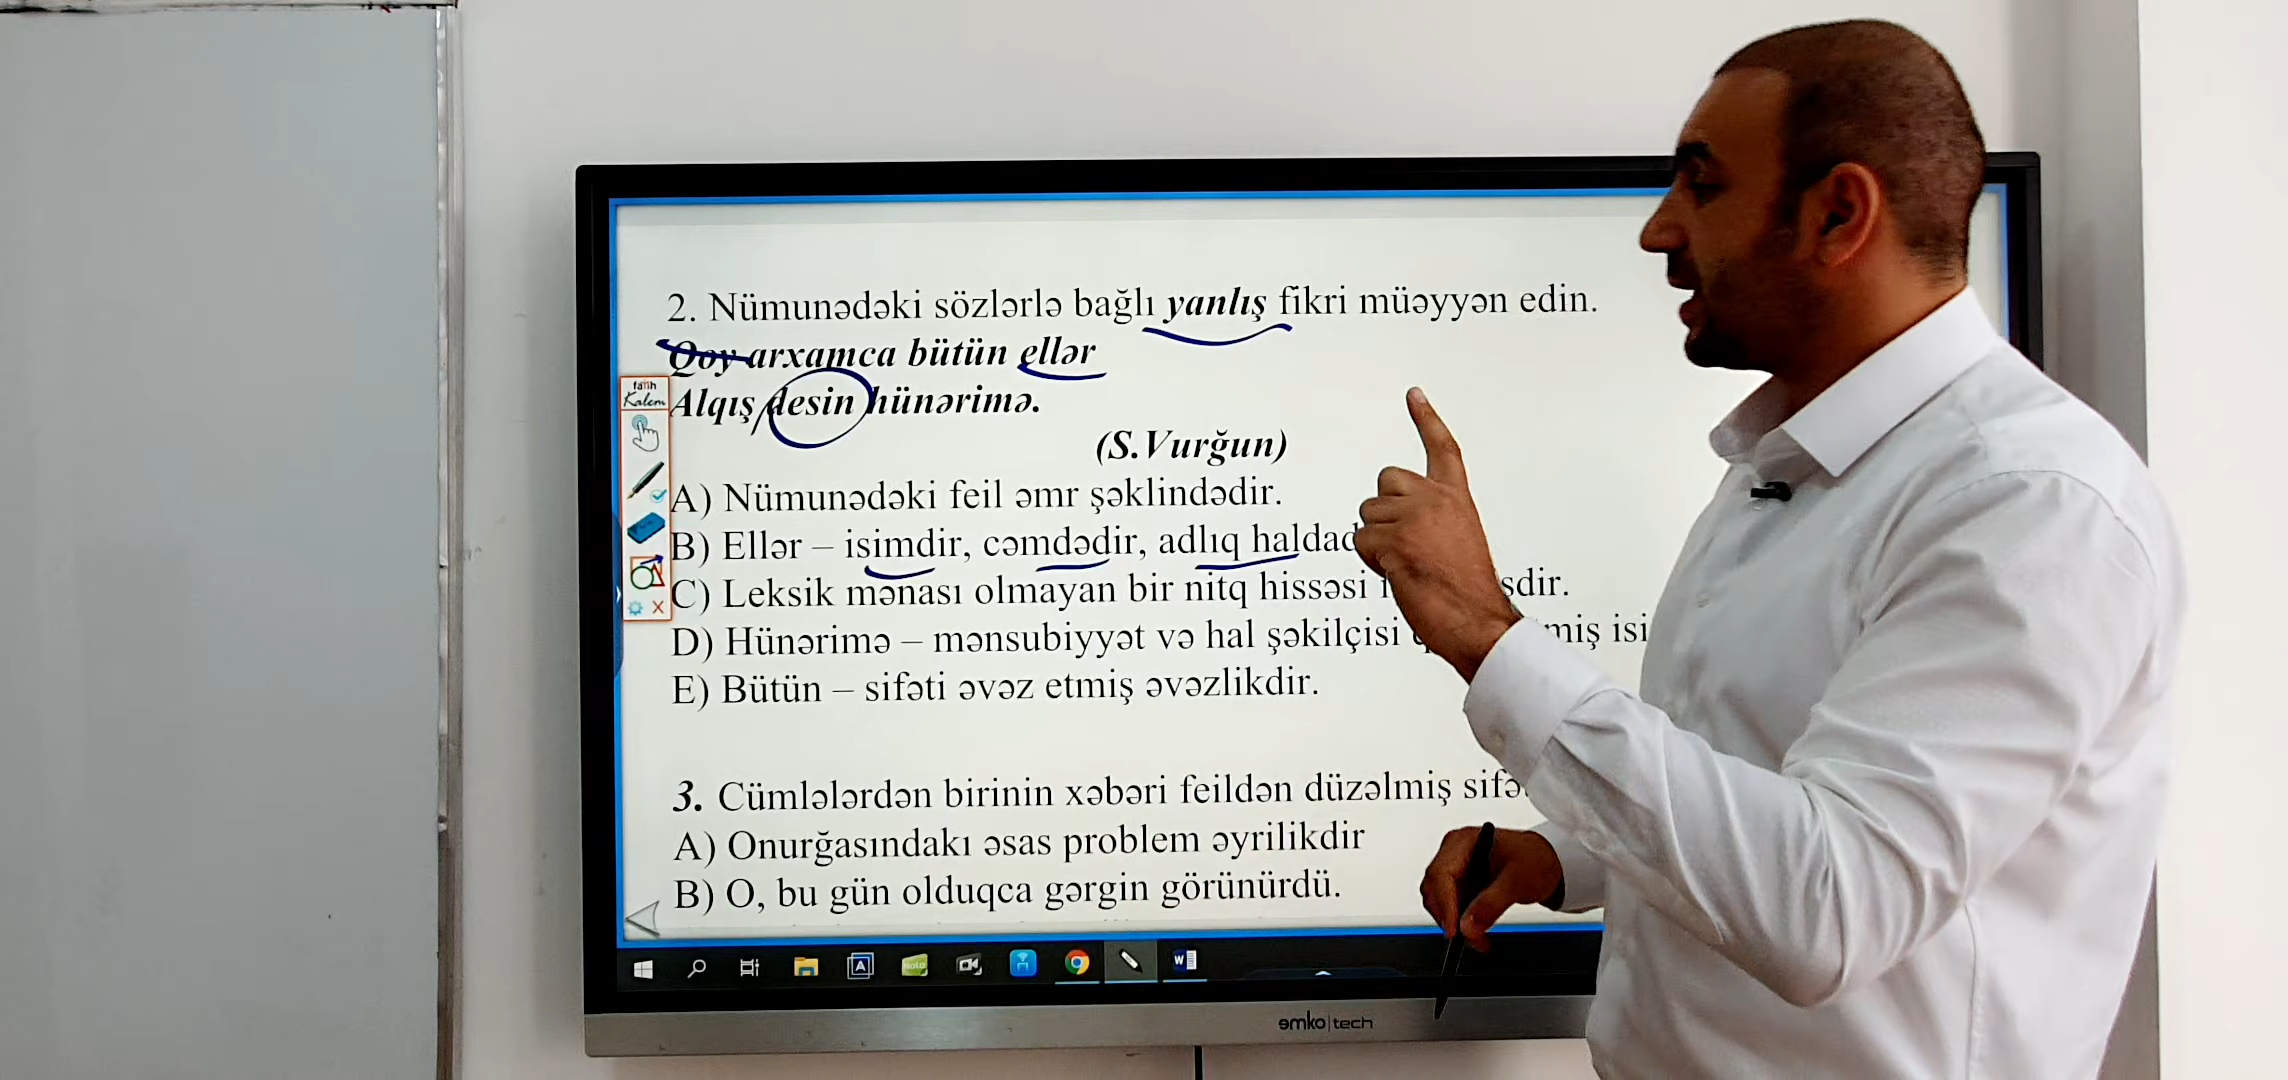 2. Nümunədəki sözlərlə bağlı yanlış fikri müəyyən edin.
Qoy arxamca bütün ellər
Alqış desin hünərimə.
(S.Vurğun)
fatih
Kalem
A) Nümunədəki feil əmr şəklindədir.
B) Ellər – isimdir, cəmdədir, adlıq
C) Leksik mənası olmayan bir nitq hissəsi
D) Hünərimə – mənsubiyyət və hal şəkilçisi
E) Bütün – sifəti əvəz etmiş əvəzlikdir.
3. Cümlələrdən birinin xəbəri feildən düzəlmiş
A) Onurğasındakı əsas problem əyrilikdir
B) O, bu gün olduqca gərgin görünürdü.
emko|tech